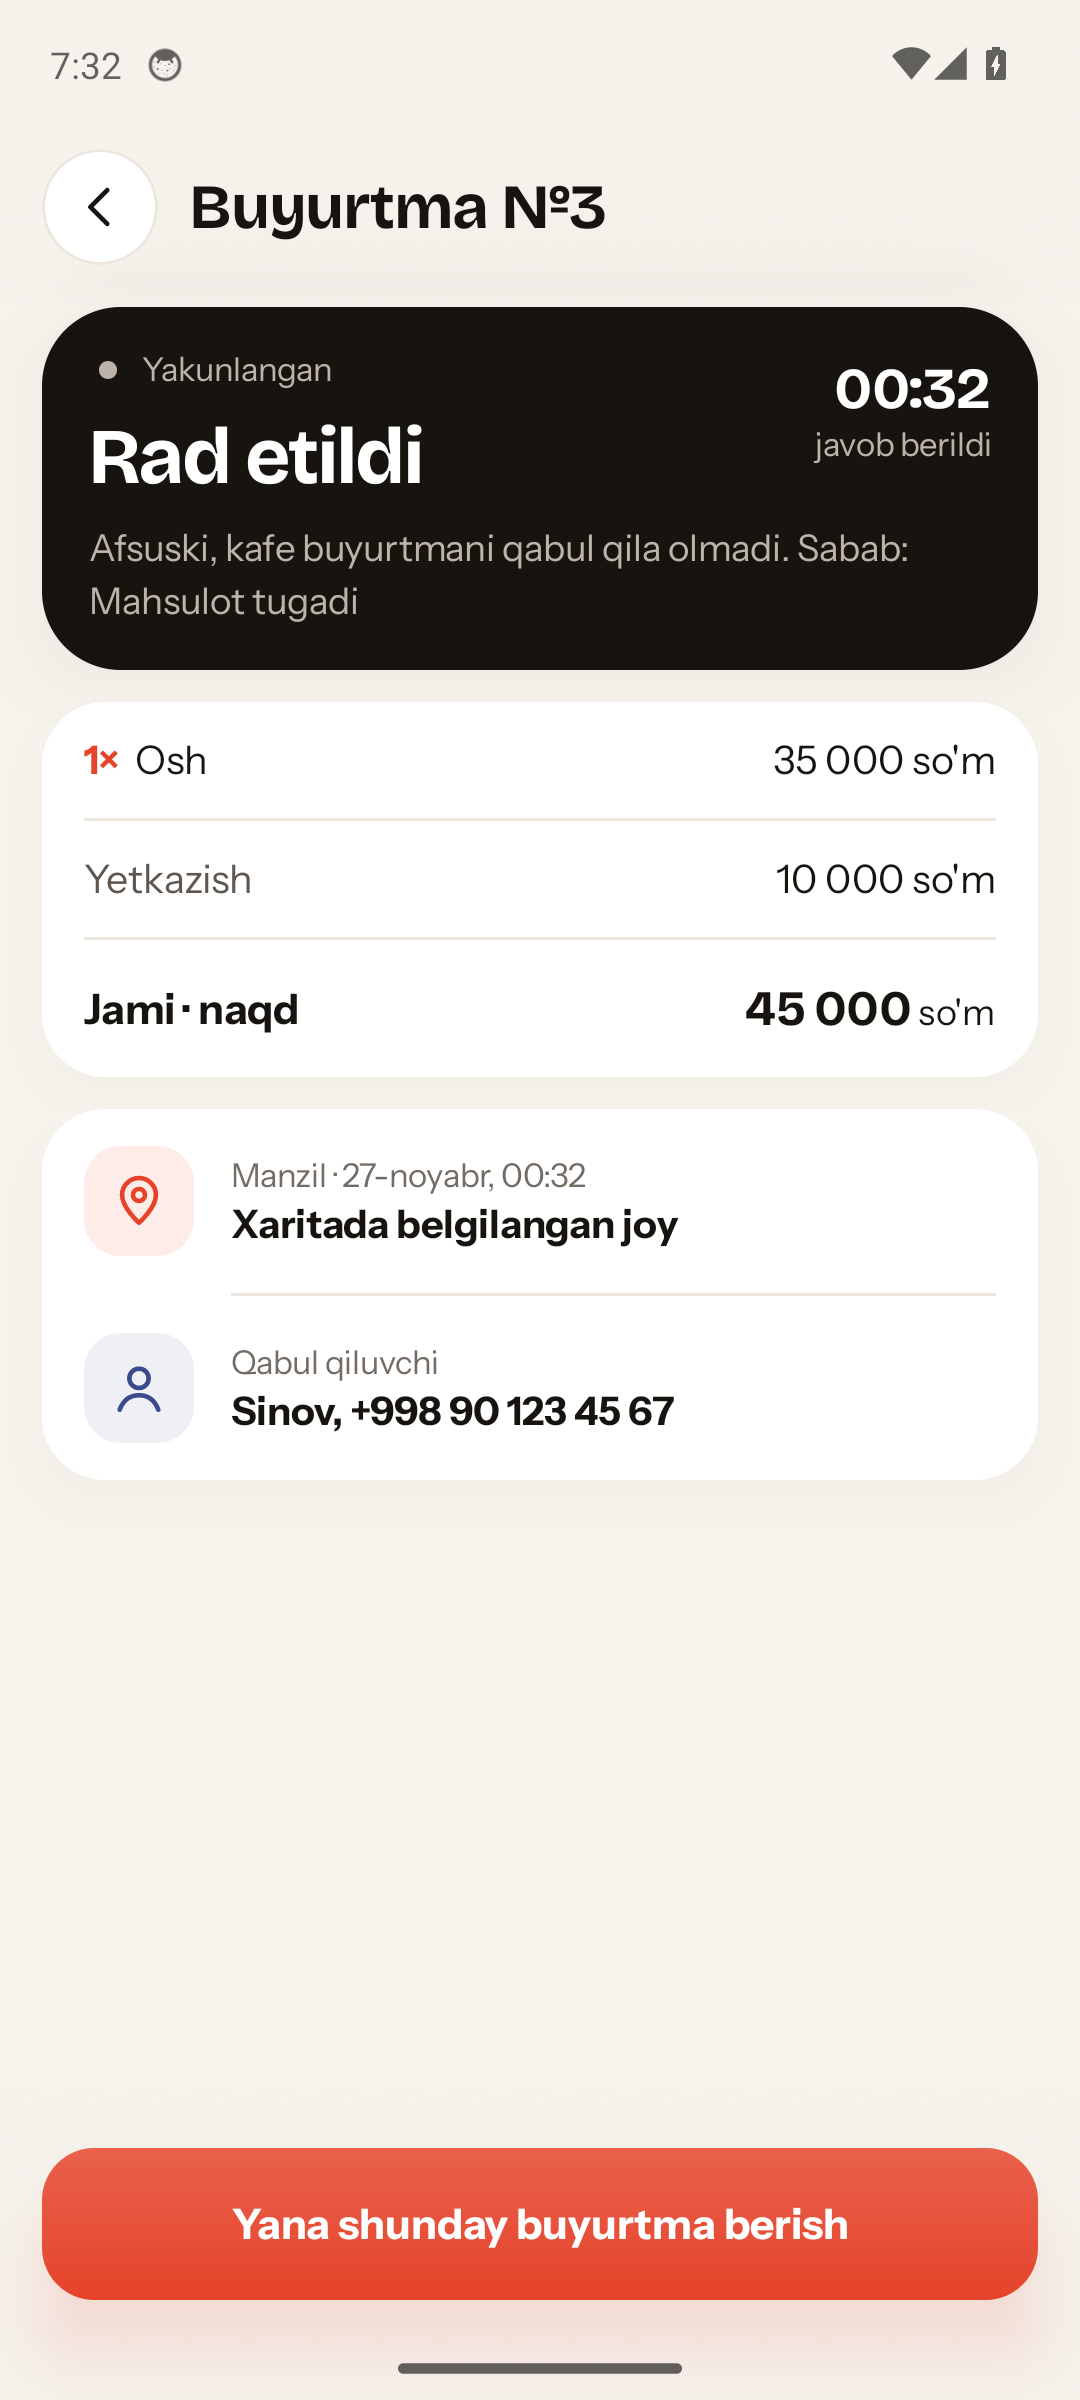 7:32
Buyurtma №3
Yakunlangan
00:32
javob berildi
Rad etildi
Afsuski, kafe buyurtmani qabul qila olmadi. Sabab:
Mahsulot tugadi
1× Osh 35 000 so'm
Yetkazish 10 000 so'm
Jami · naqd 45 000 so'm
Manzil · 27-noyabr, 00:32
Xaritada belgilangan joy
Qabul qiluvchi
Sinov, +998 90 123 45 67
Yana shunday buyurtma berish